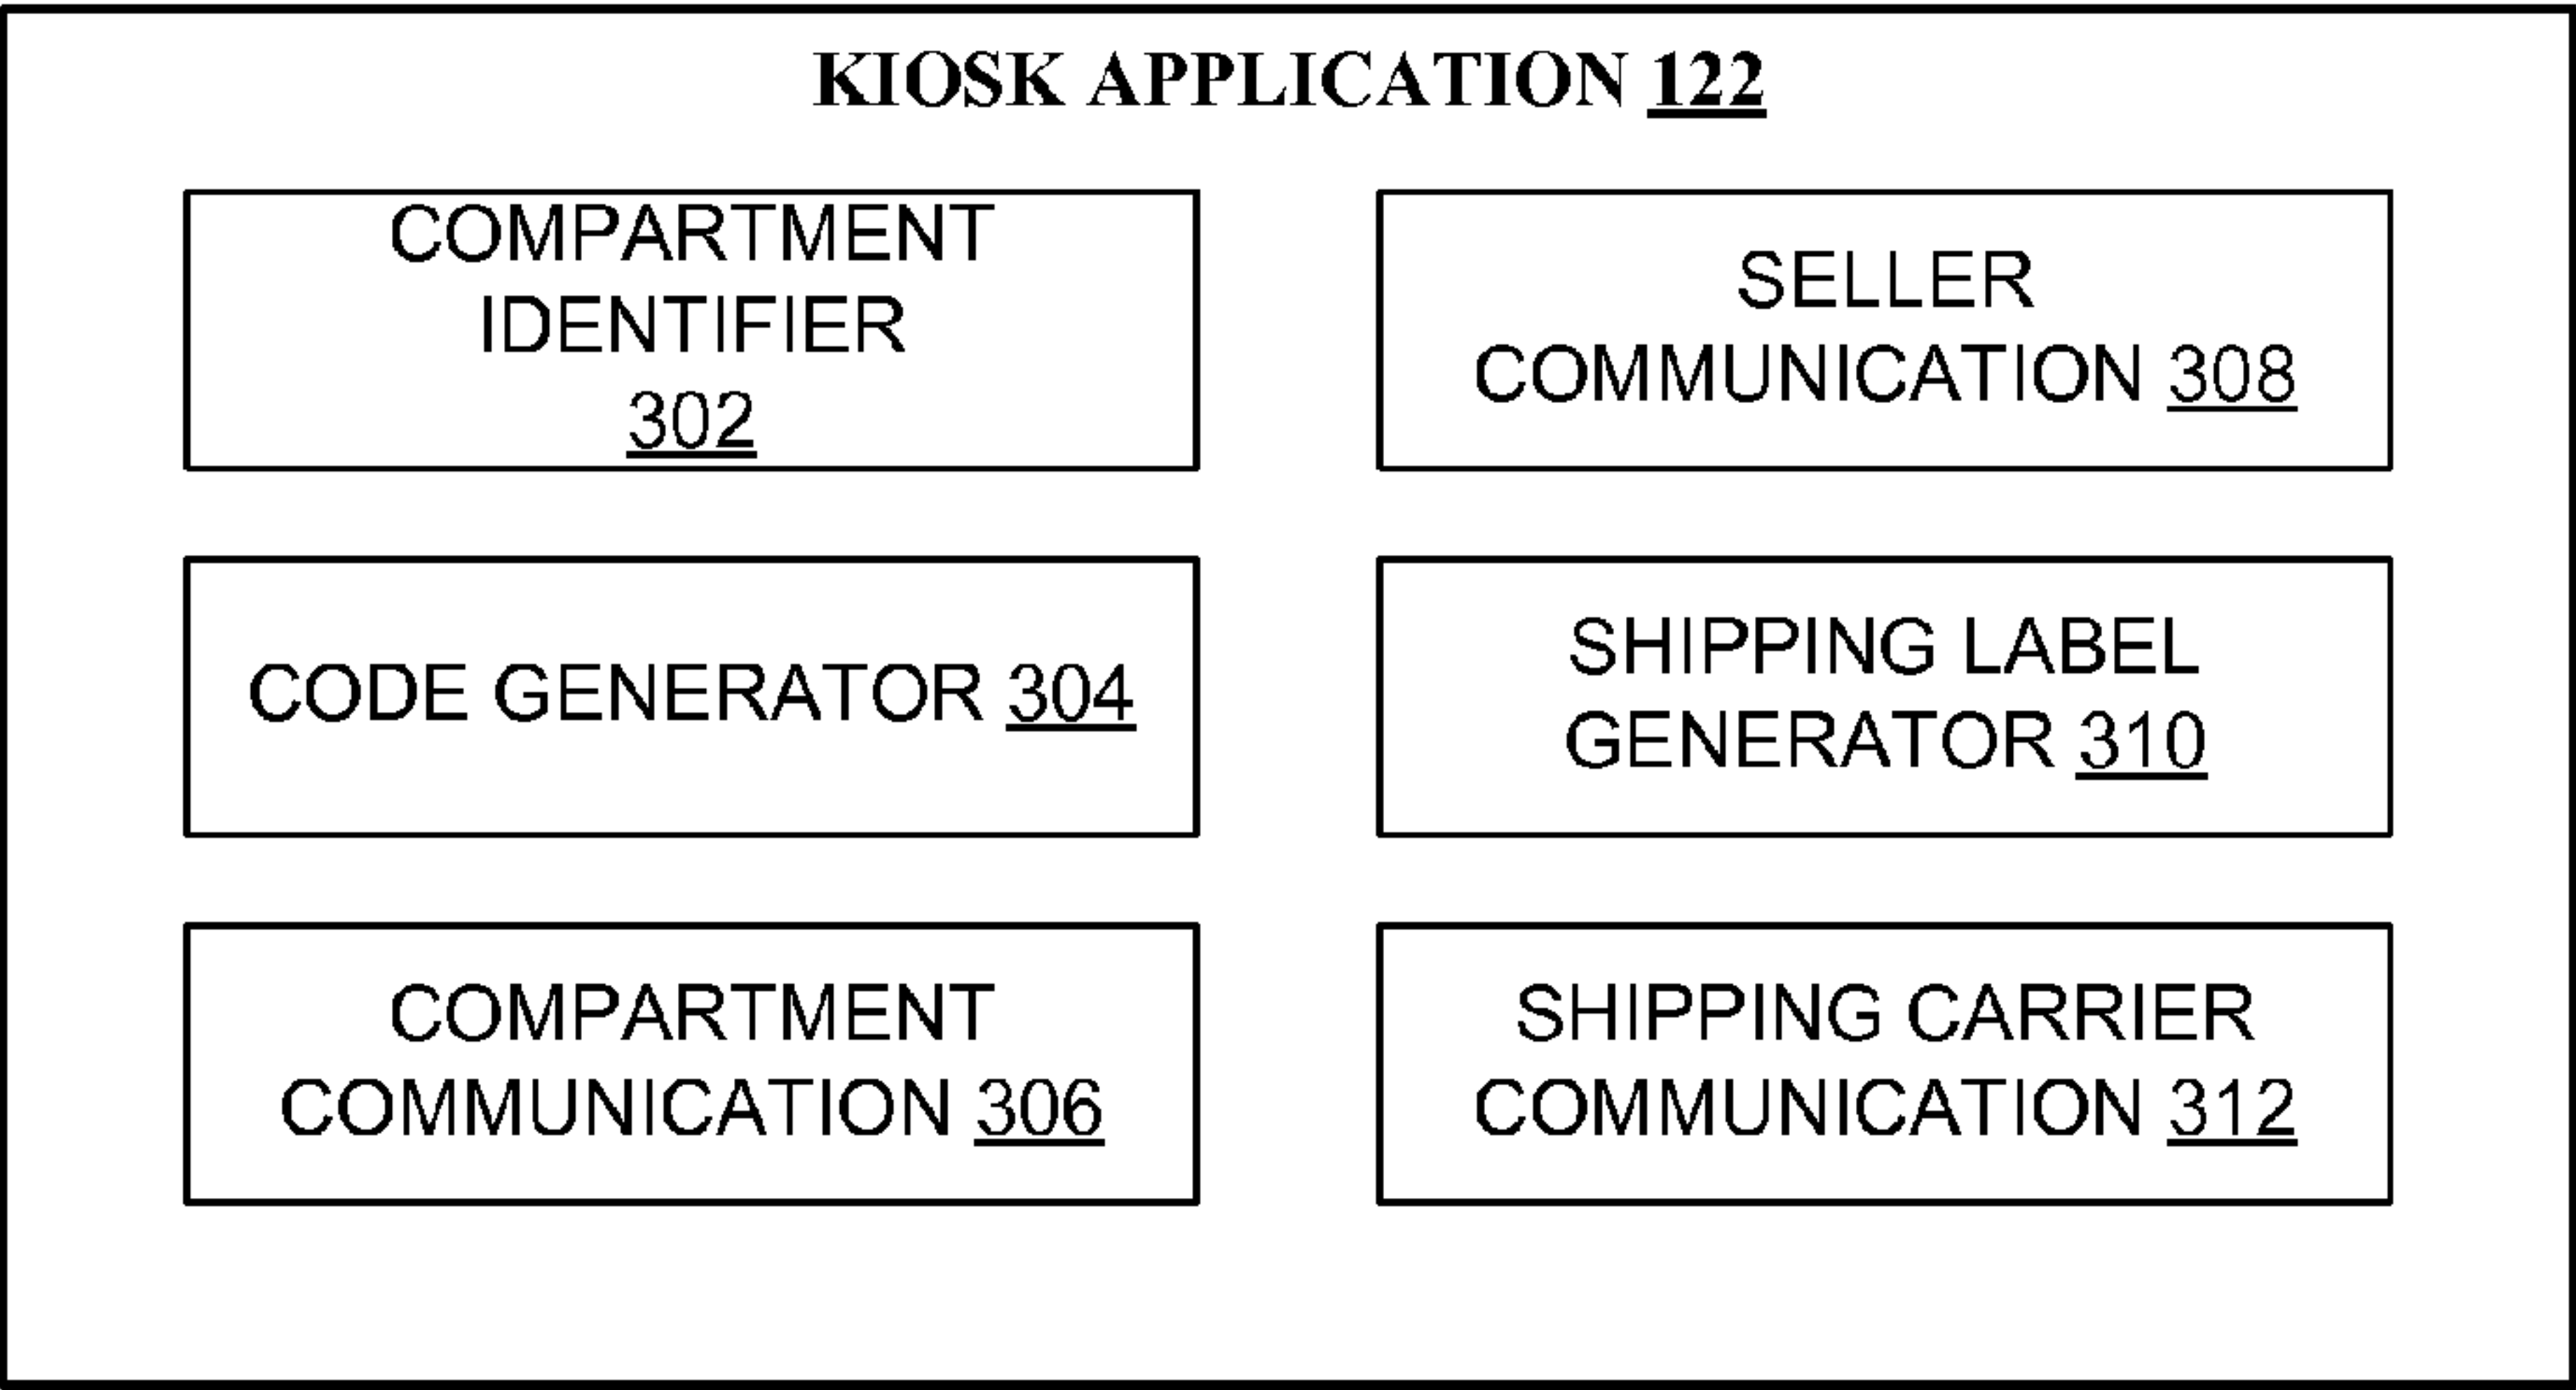 KIOSK APPLICATION 122
COMPARTMENT
IDENTIFIER
302
SELLER
COMMUNICATION 308
CODE GENERATOR 304
SHIPPING LABEL
GENERATOR 310
COMPARTMENT
COMMUNICATION 306
SHIPPING CARRIER
COMMUNICATION 312